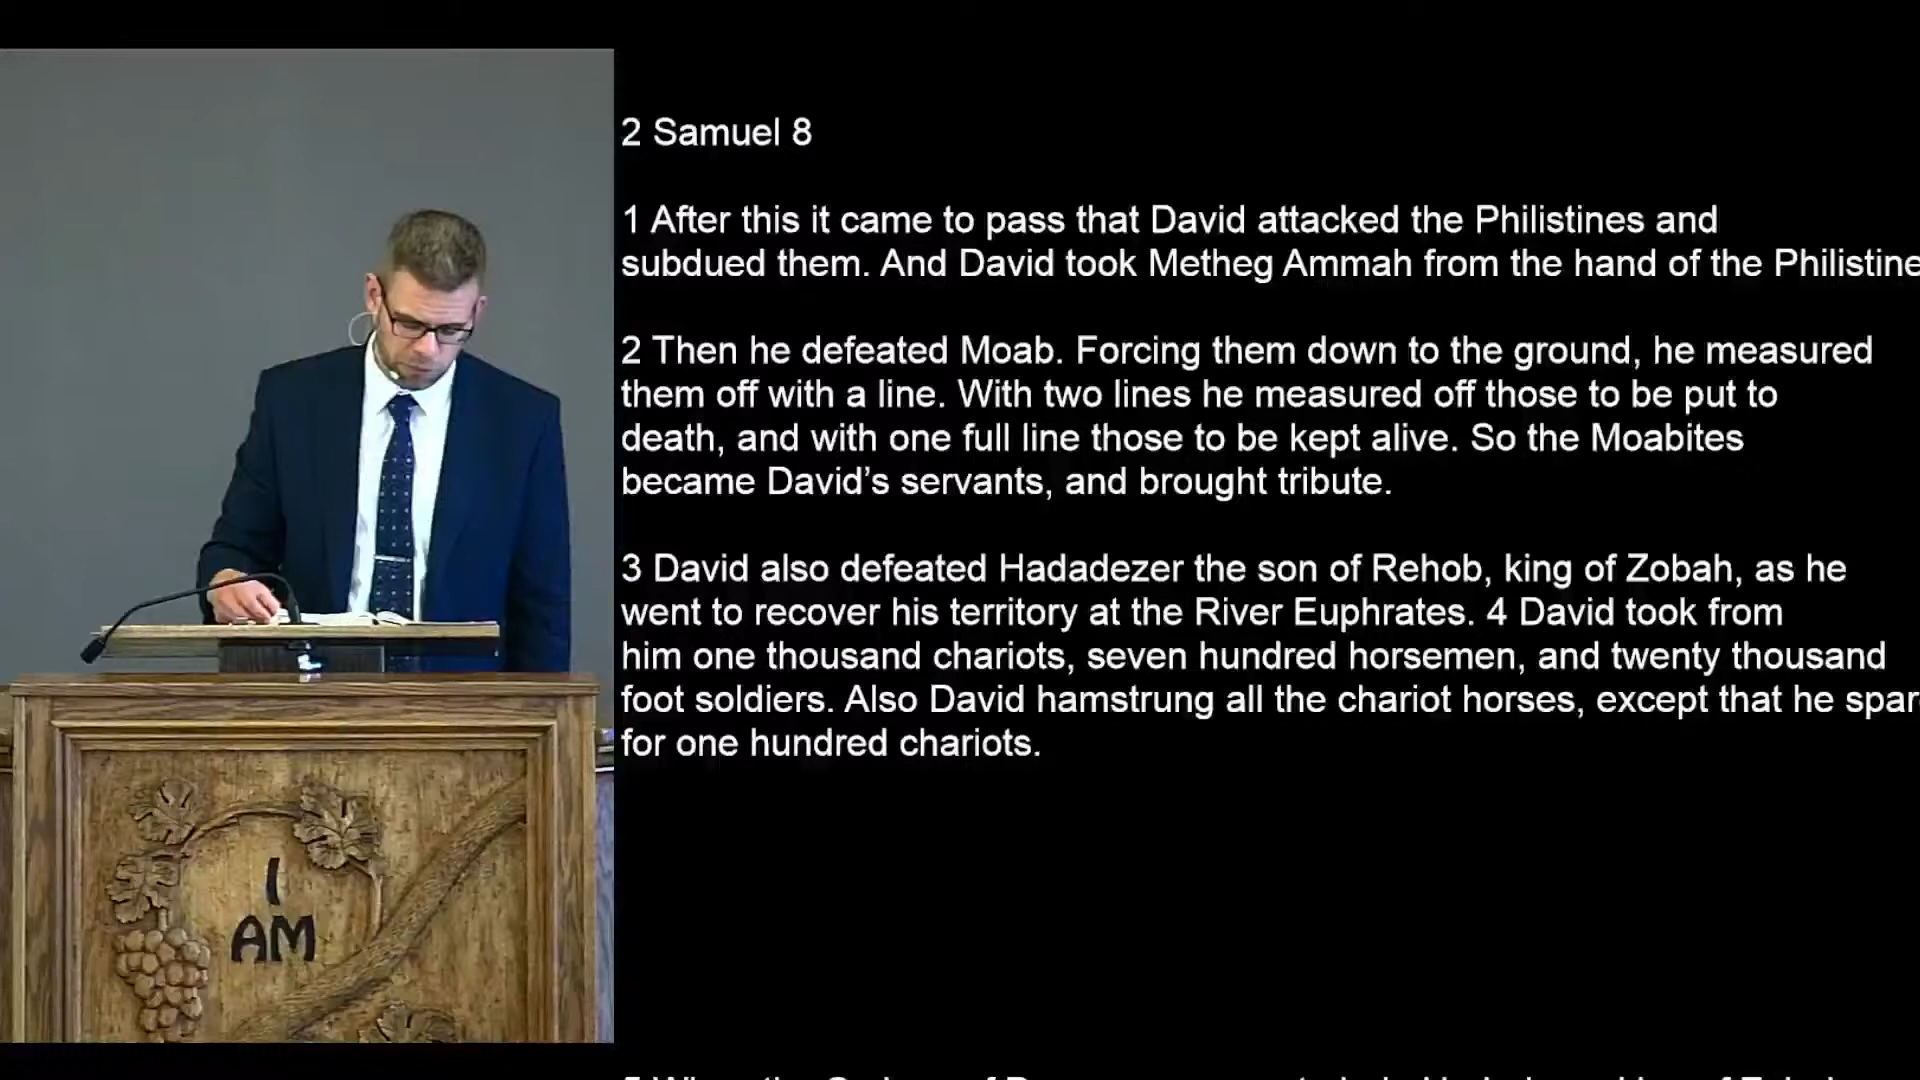 2 Samuel 8
1 After this it came to pass that David attacked the Philistines and
subdued them. And David took Metheg Ammah from the hand of the Philistine
2 Then he defeated Moab. Forcing them down to the ground, he measured
them off with a line. With two lines he measured off those to be put to
death, and with one full line those to be kept alive. So the Moabites
became David’s servants, and brought tribute.
3 David also defeated Hadadezer the son of Rehob, king of Zobah, as he
went to recover his territory at the River Euphrates. 4 David took from
him one thousand chariots, seven hundred horsemen, and twenty thousand
foot soldiers. Also David hamstrung all the chariot horses, except that he
for one hundred chariots.
I
AM